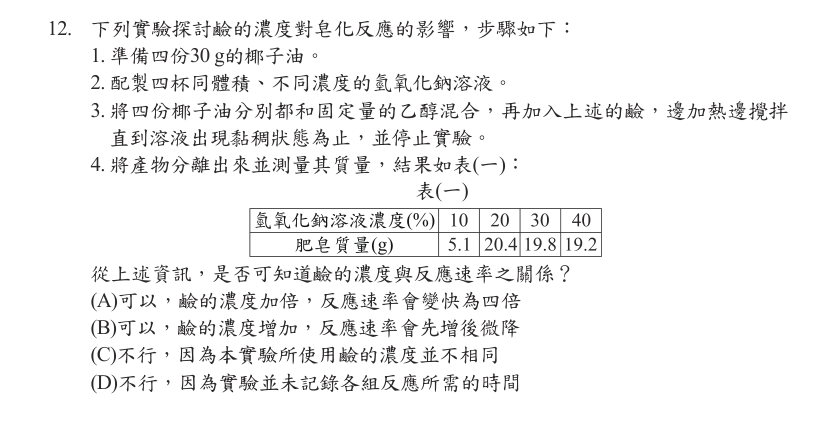 12. 下列實驗探討鹼的濃度對皂化反應的影響，步驟如下：
1. 準備四份30 g的椰子油。
2. 配製四杯同體積、不同濃度的氫氧化鈉溶液。
3. 將四份椰子油分別都和固定量的乙醇混合，再加入上述的鹼，邊加熱邊攪拌
直到溶液出現黏稠狀態為止，並停止實驗。
4. 將產物分離出來並測量其質量，結果如表(一)：
表(一)
氫氧化鈉溶液濃度(%) 10 20 30 40
肥皂質量(g) 5.1 20.4 19.8 19.2
從上述資訊，是否可知道鹼的濃度與反應速率之關係？
(A)可以，鹼的濃度加倍，反應速率會變快為四倍
(B)可以，鹼的濃度增加，反應速率會先增後微降
(C)不行，因為本實驗所使用鹼的濃度並不相同
(D)不行，因為實驗並未記錄各組反應所需的時間